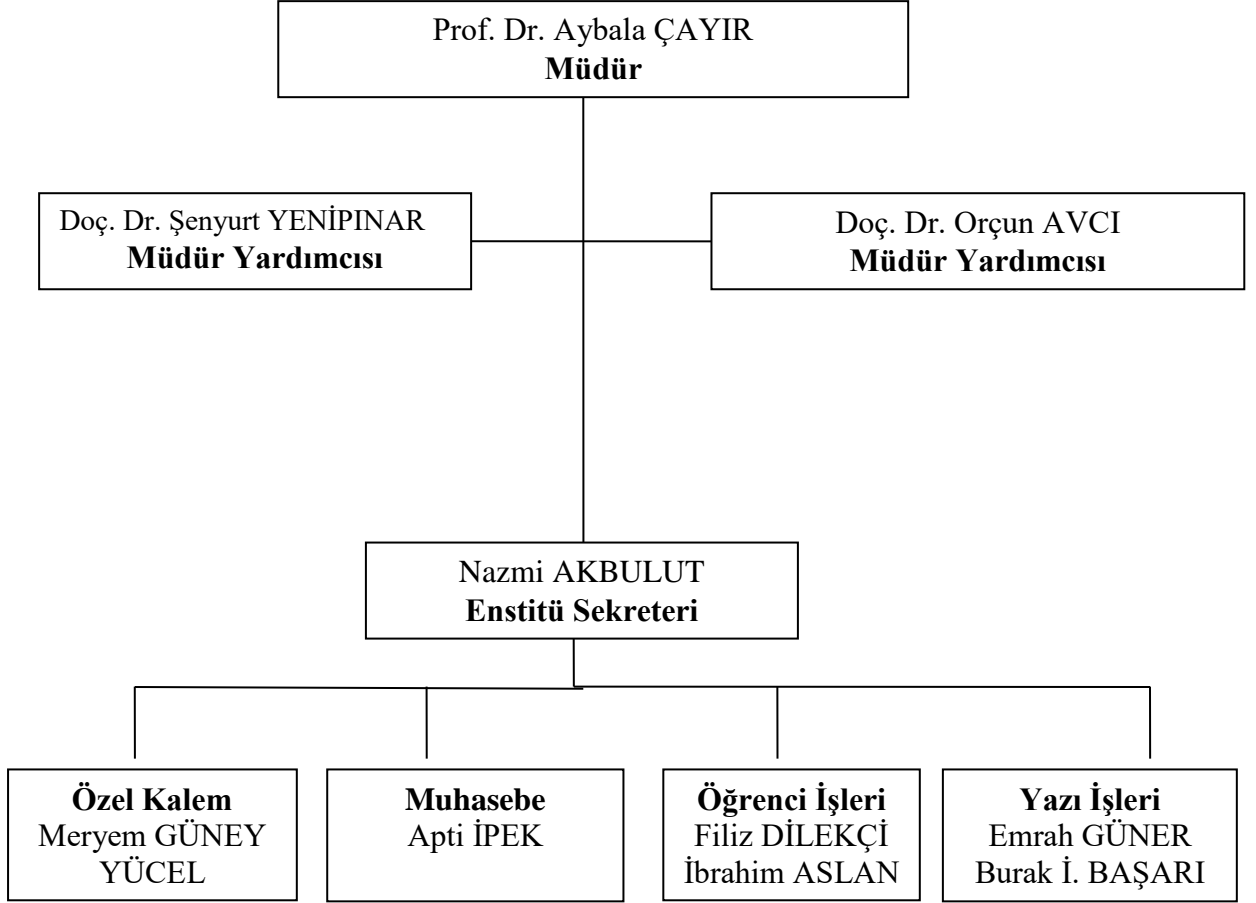 Prof. Dr. Aybala ÇAYIR
Müdür
Doç. Dr. Şenyurt YENİPINAR
Müdür Yardımcısı
Doç. Dr. Orçun AVCI
Müdür Yardımcısı
Nazmi AKBULUT
Enstitü Sekreteri
Özel Kalem
Meryem GÜNEY
YÜCEL
Muhasebe
Apti İPEK
Öğrenci İşleri
Filiz DİLEKÇİ
İbrahim ASLAN
Yazı İşleri
Emrah GÜNER
Burak İ. BAŞARI